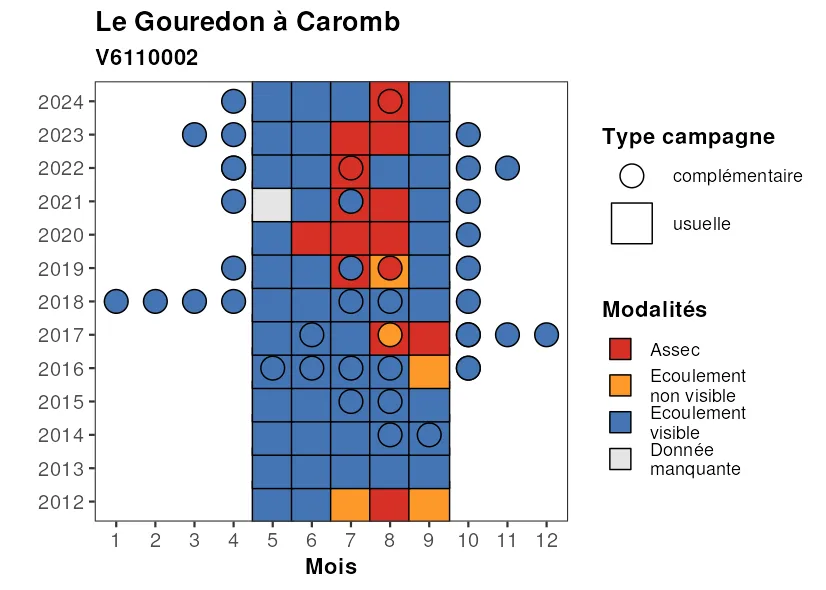 Le Gouredon à Caromb
V6110002
2024
2023
2022
2021
2020
2019
2018
2017
2016
2015
2014
2013
2012
1 2 3 4 5 6 7 8 9 10 11 12
Mois
Type campagne
complémentaire
usuelle
Modalités
Assec
Ecoulement
non visible
Ecoulement
visible
Donnée
manquante